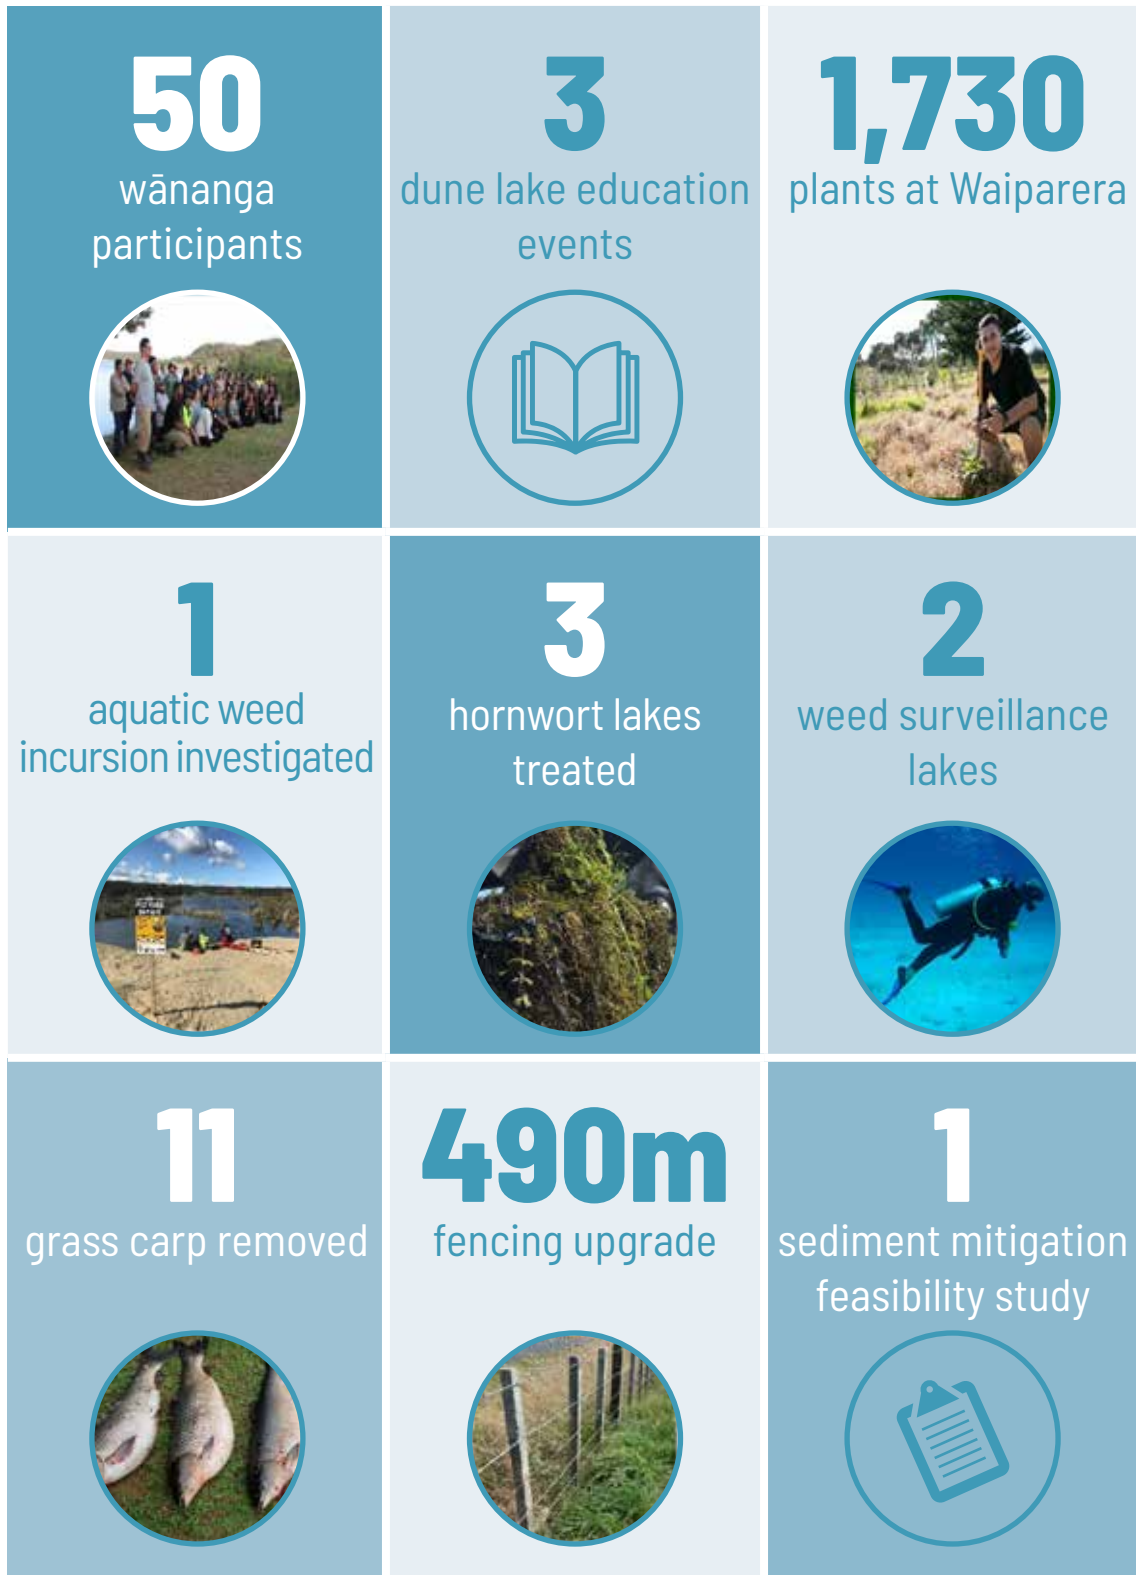 50
wānanga
participants
3
dune lake education
events
1,730
plants at Waiparera
1
aquatic weed
incursion investigated
3
hornwort lakes
treated
2
weed surveillance
lakes
11
grass carp removed
490m
fencing upgrade
1
sediment mitigation
feasibility study